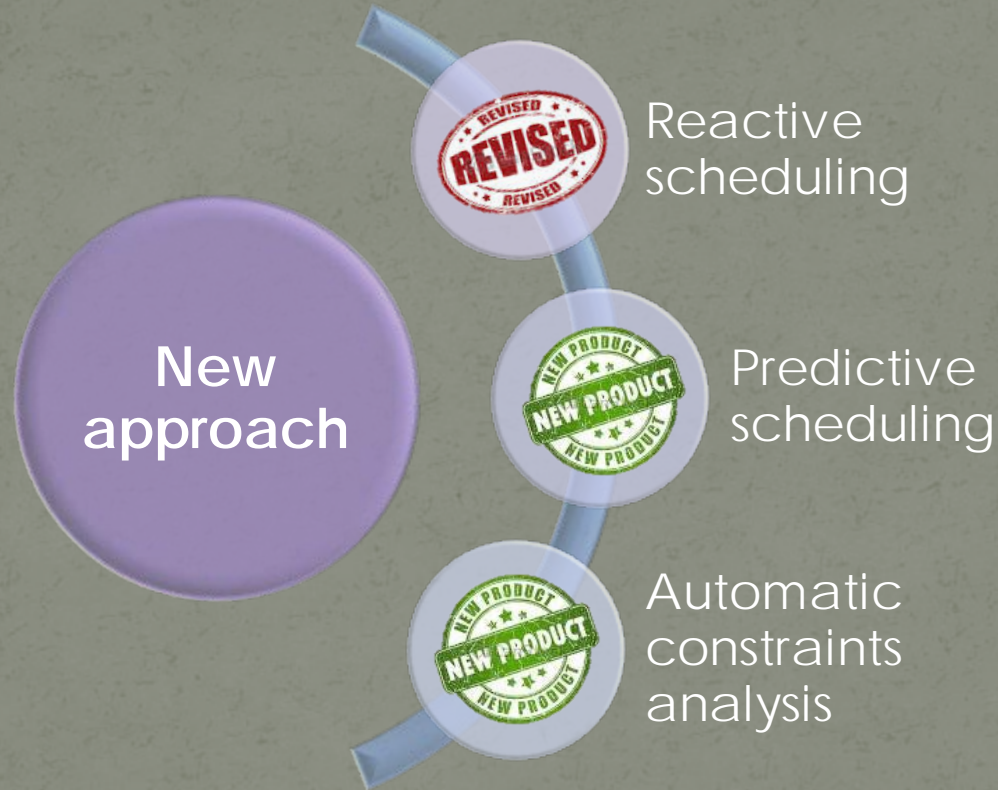 New
approach
REVISED
REVISED
REVISED
Reactive
scheduling
NEW PRODUCT
NEW PRODUCT
NEW PRODUCT
Predictive
scheduling
NEW PRODUCT
NEW PRODUCT
NEW PRODUCT
Automatic
constraints
analysis